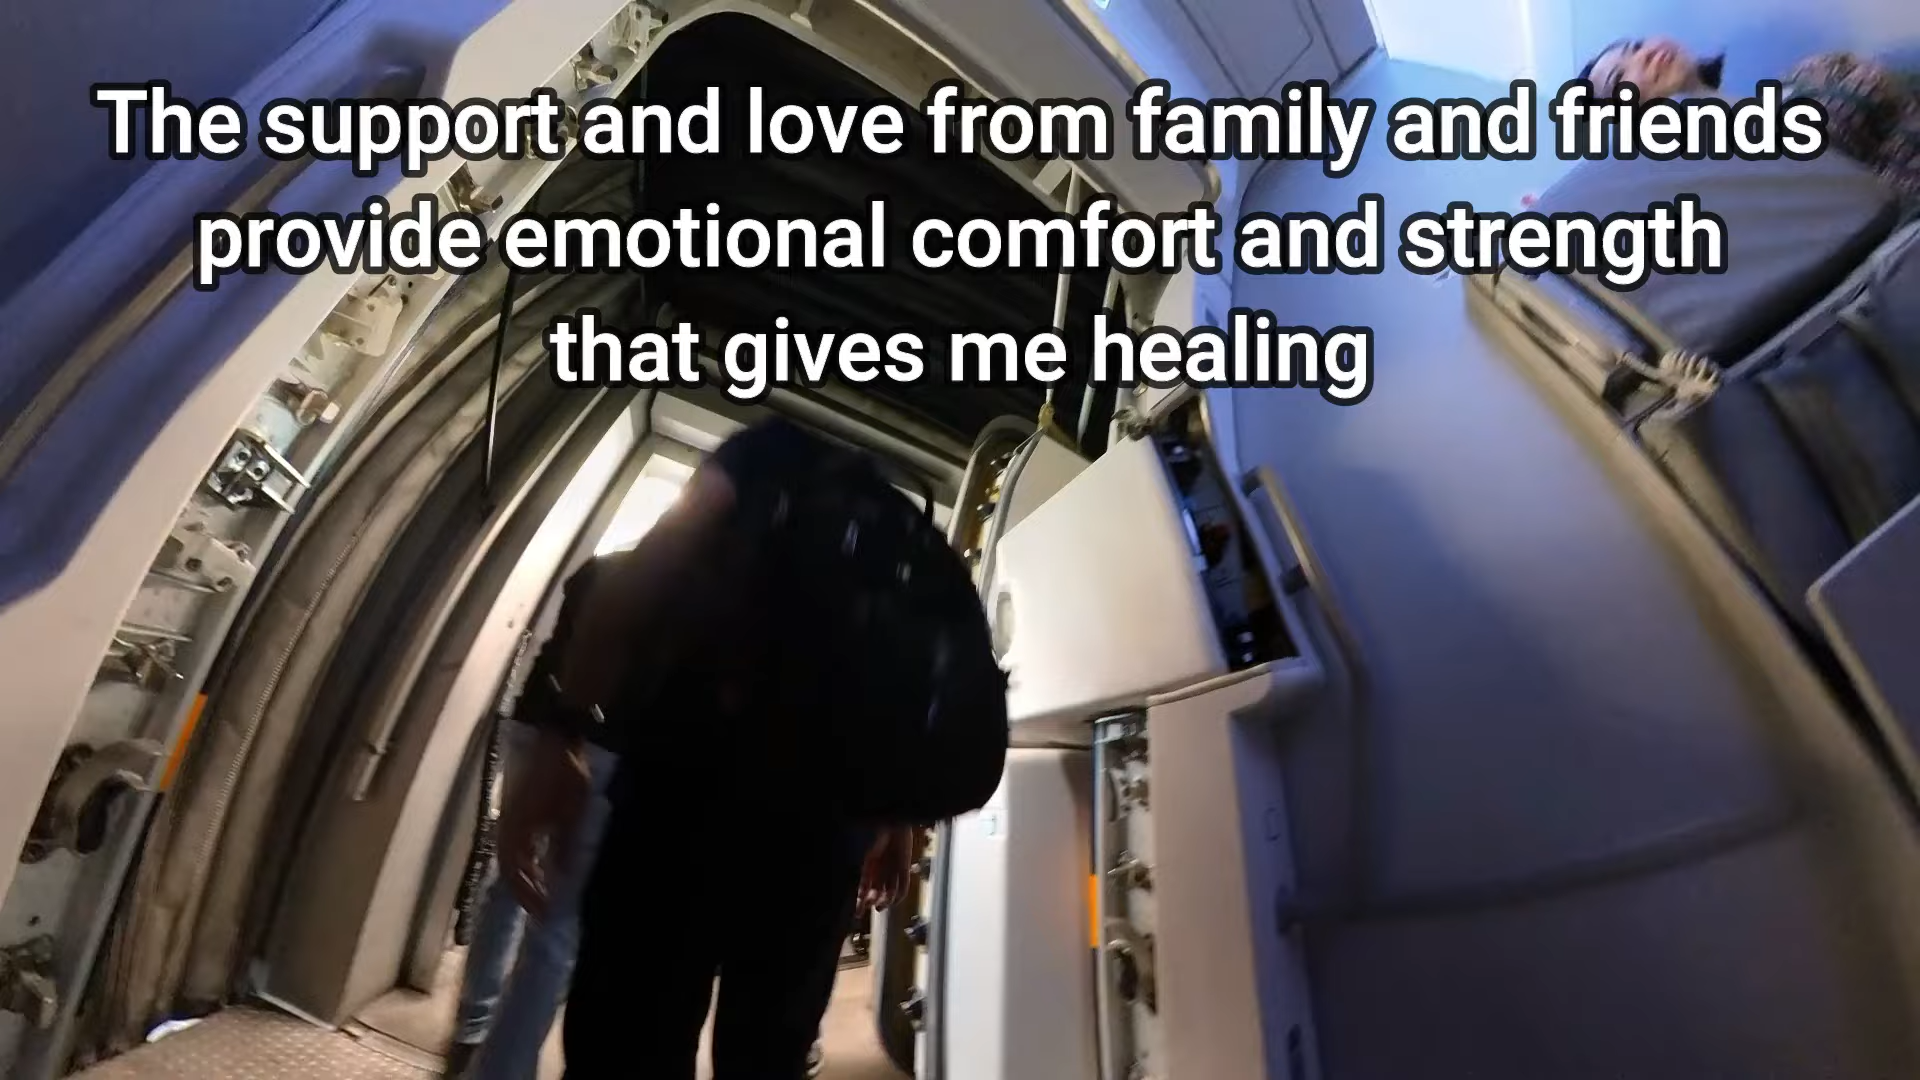 The support and love from family and friends
provide emotional comfort and strength
that gives me healing